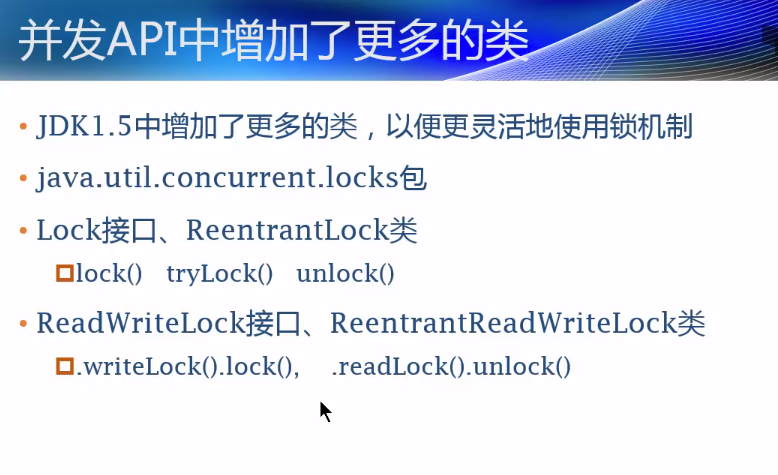 并发API中增加了更多的类
• JDK1.5中增加了更多的类，以便更灵活地使用锁机制
• java.util.concurrent.locks包
• Lock接口、ReentrantLock类
lock() tryLock() unlock()
• ReadWriteLock接口、ReentrantReadWriteLock类
.writeLock().lock(), .readLock().unlock()